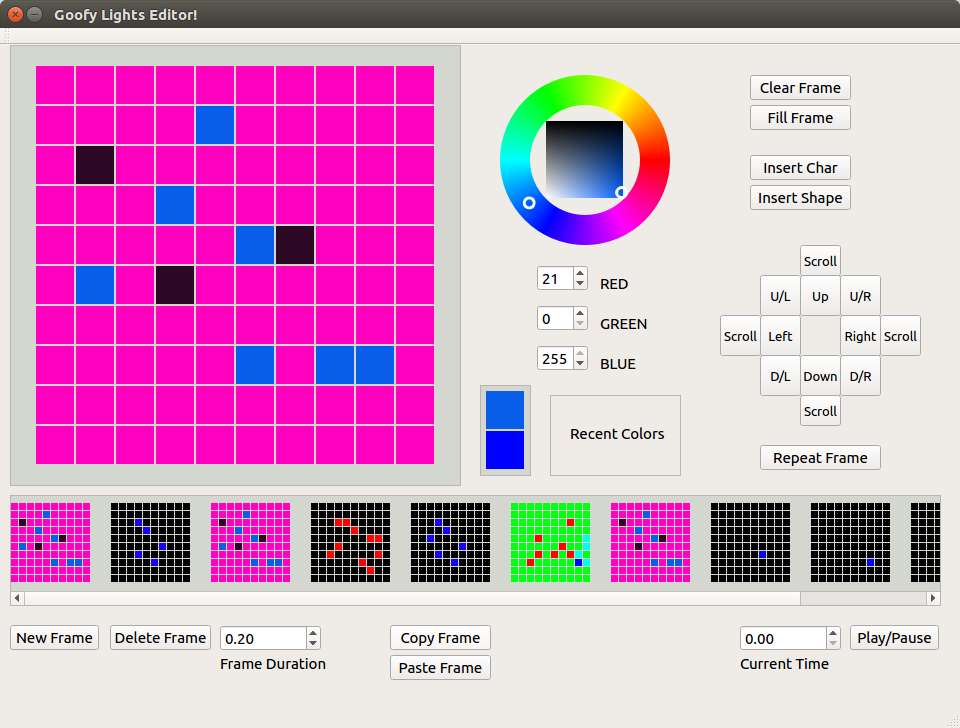 Goofy Lights Editor!
Clear Frame
Fill Frame
Insert Char
Insert Shape
Scroll
U/L Up U/R
Scroll Left Right Scroll
D/L Down D/R
Scroll
Repeat Frame
21 RED
0 GREEN
255 BLUE
Recent Colors
New Frame Delete Frame 0.20 Copy Frame 0.00 Play/Pause
Frame Duration Paste Frame Current Time